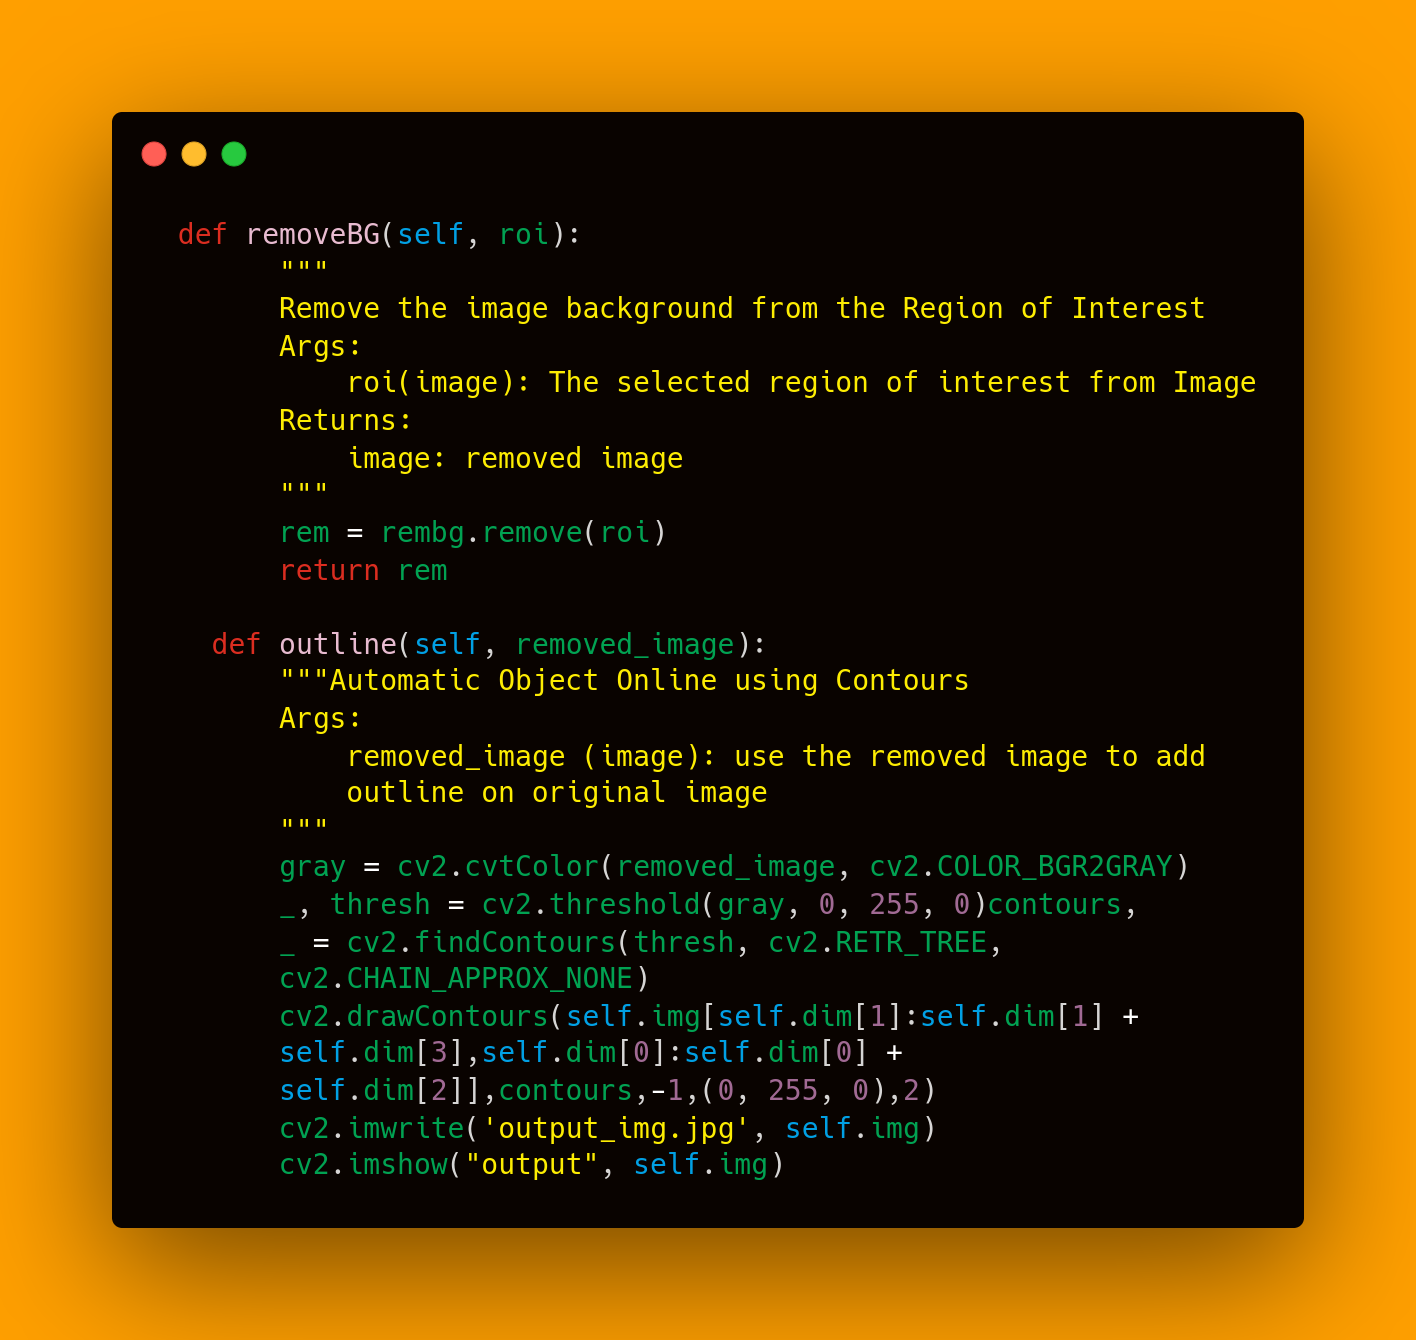 def removeBG(self, roi):
"""
Remove the image background from the Region of Interest
Args:
roi(image): The selected region of interest from Image
Returns:
image: removed image
"""
rem = rembg.remove(roi)
return rem
def outline(self, removed_image):
"""Automatic Object Online using Contours
Args:
removed_image (image): use the removed image to add
outline on original image
"""
gray = cv2.cvtColor(removed_image, cv2.COLOR_BGR2GRAY)
_, thresh = cv2.threshold(gray, 0, 255, 0)contours,
_ = cv2.findContours(thresh, cv2.RETR_TREE,
cv2.CHAIN_APPROX_NONE)
cv2.drawContours(self.img[self.dim[1]:self.dim[1] +
self.dim[3],self.dim[0]:self.dim[0] +
self.dim[2]],contours,-1,(0, 255, 0),2)
cv2.imwrite('output_img.jpg', self.img)
cv2.imshow("output", self.img)